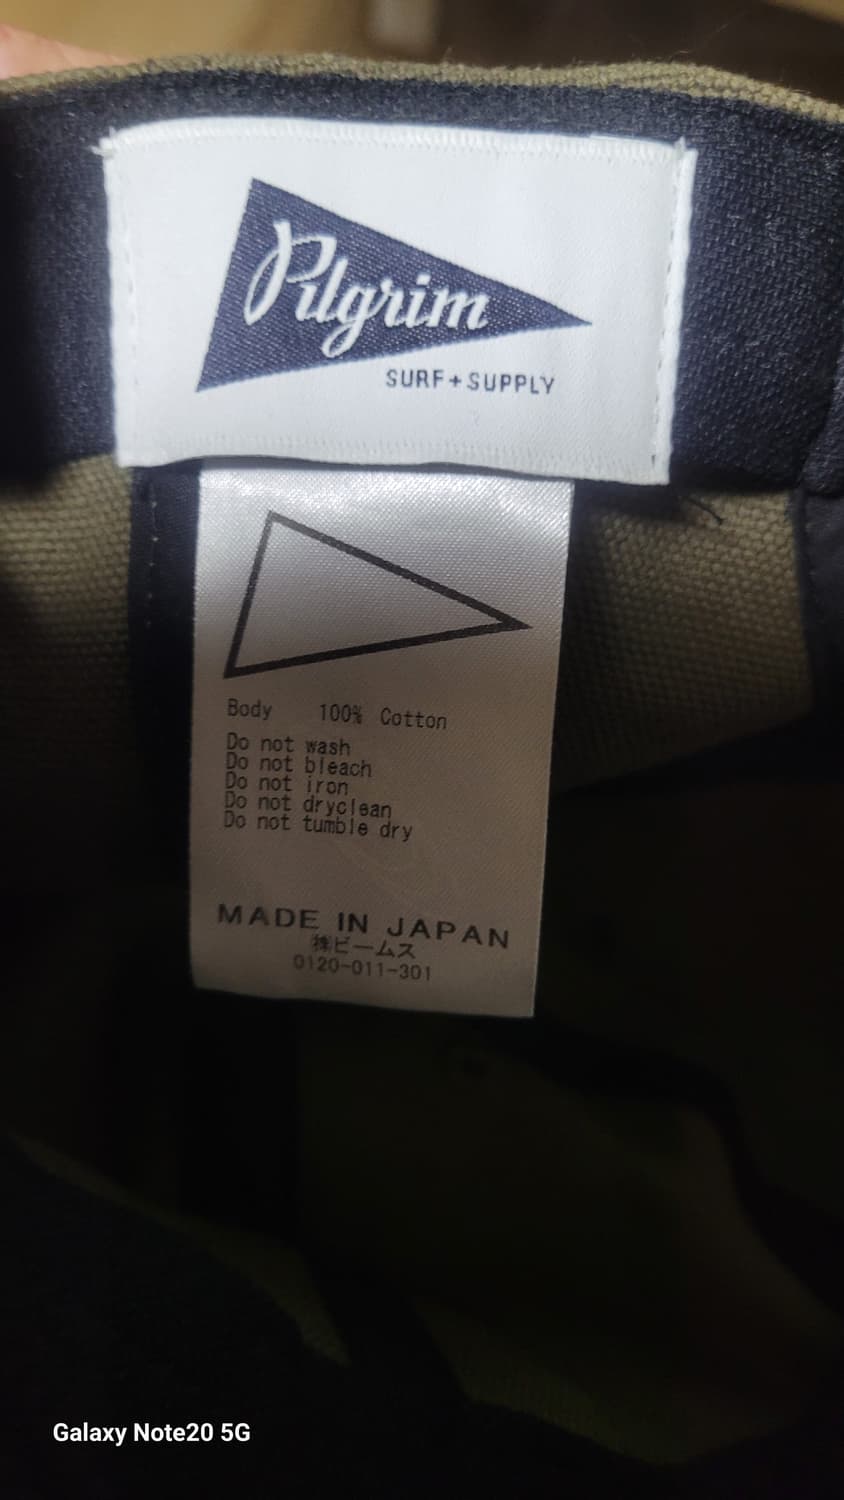 Pilgrim
SURF+SUPPLY
Body 100% Cotton
Do not wash
Do not bleach
Do not iron
Do not dryclean
Do not tumble dry
MADE IN JAPAN
㈱ビームス
0120-011-301
Galaxy Note20 5G